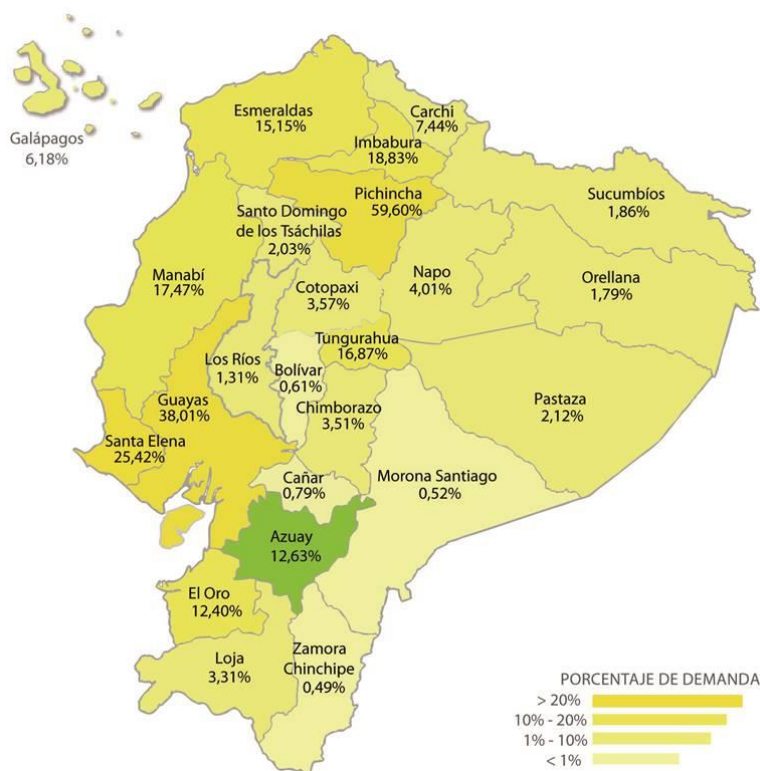 Galápagos
6,18%
Esmeraldas
15,15%
Carchi
7,44%
Imbabura
18,83%
Pichincha
59,60%
Sucumbíos
1,86%
Santo Domingo
de los Tsáchilas
2,03%
Manabí
17,47%
Cotopaxi
3,57%
Napo
4,01%
Orellana
1,79%
Tungurahua
16,87%
Los Ríos
1,31%
Bolívar
0,61%
Guayas
38,01%
Chimborazo
3,51%
Pastaza
2,12%
Santa Elena
25,42%
Cañar
0,79%
Morona Santiago
0,52%
Azuay
12,63%
El Oro
12,40%
Loja
3,31%
Zamora
Chinchipe
0,49%
PORCENTAJE DE DEMANDA
> 20%
10% - 20%
1% - 10%
< 1%